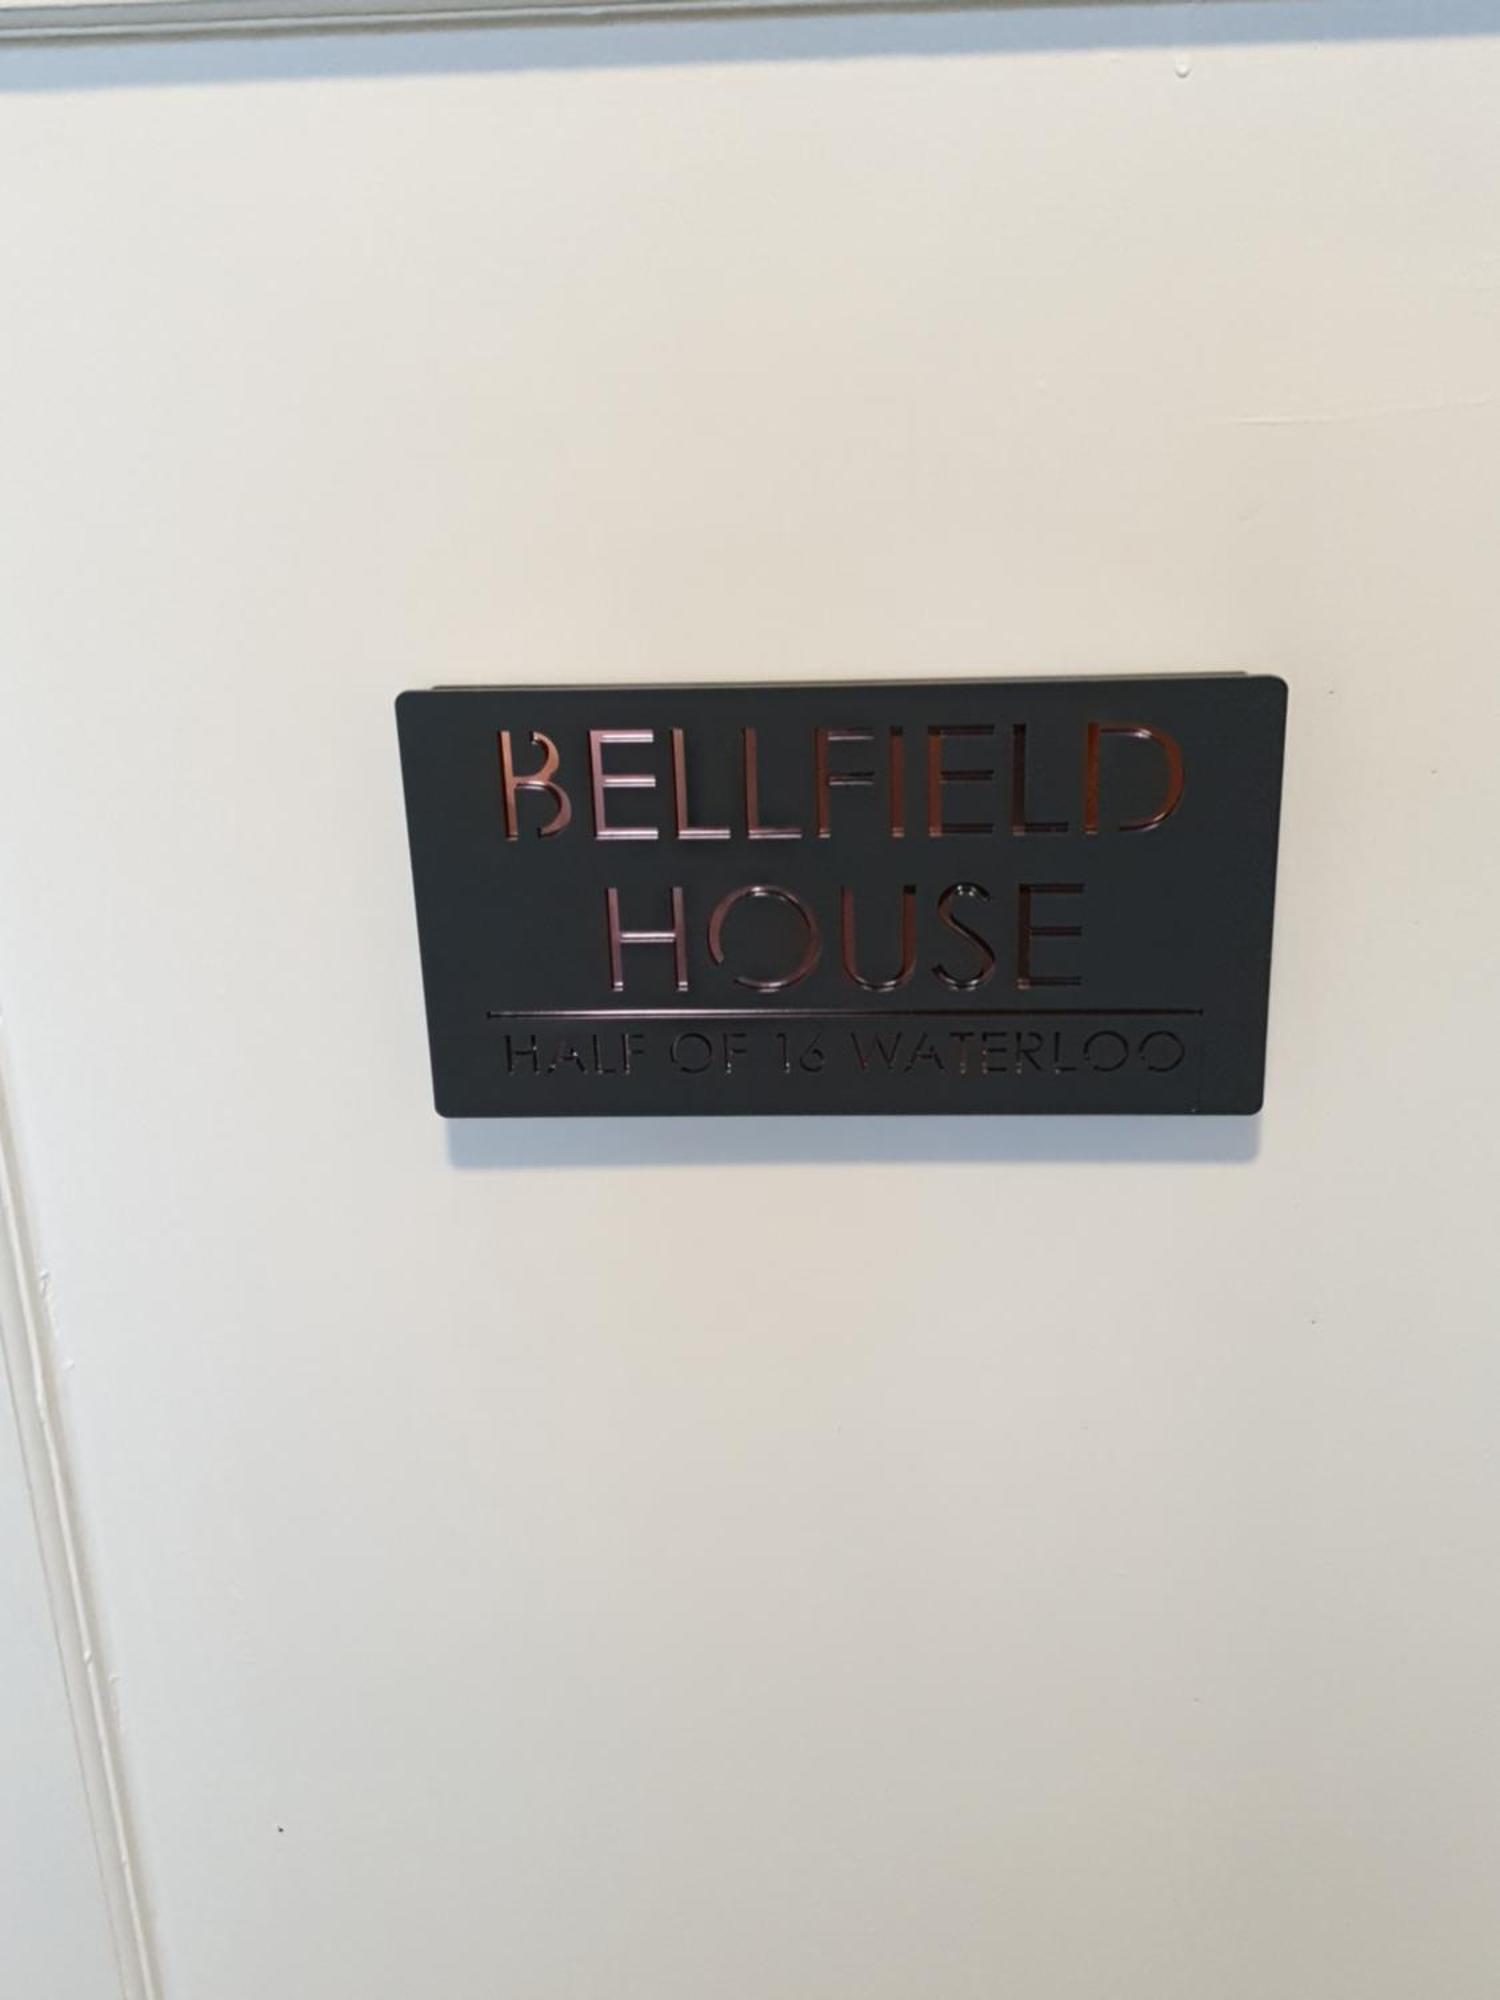 BELLFIELD
HOUSE
HALF OF 16 WATERLOO